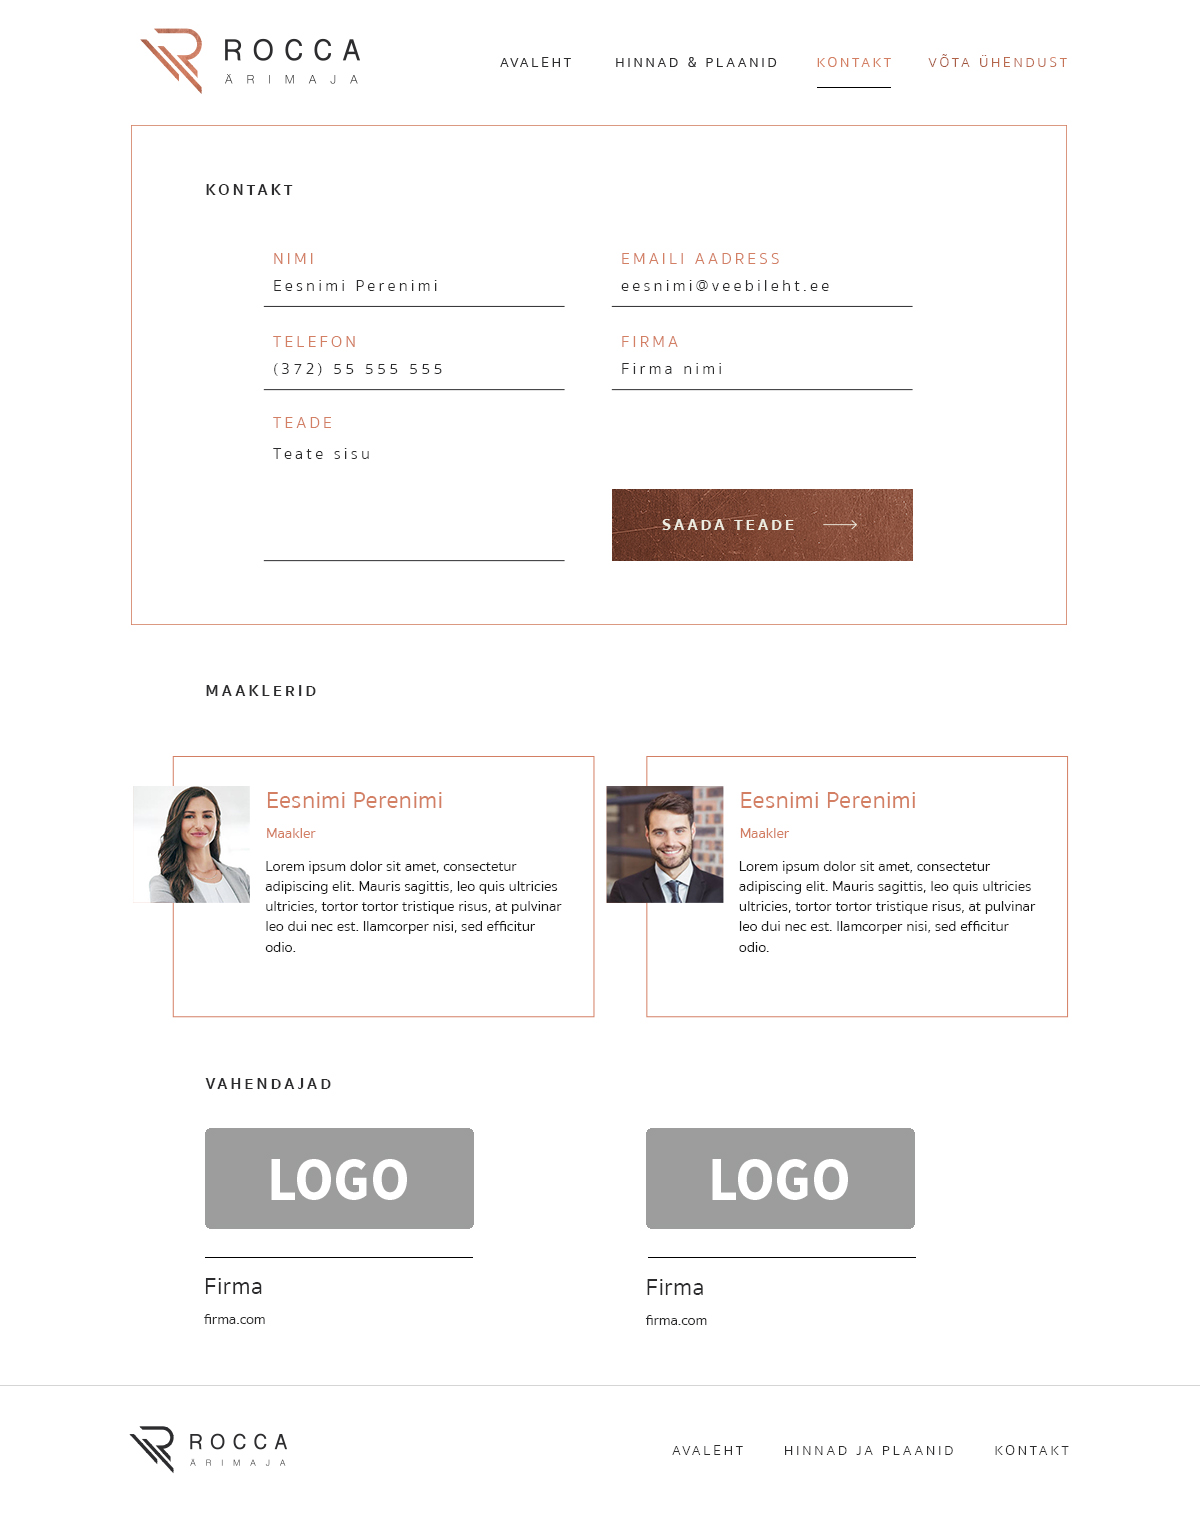 ROCCA
ÄRIMAJA
AVALEHT
HINNAD & PLAANID
KONTAKT
VÕTA ÜHENDUST
KONTAKT
NIMI
Eesnimi Perenimi
EMAILI AADRESS
eesnimi@veebileht.ee
TELEFON
(372) 55 555 555
FIRMA
Firma nimi
TEADE
Teate sisu
SAADA TEADE
MAAKLERID
Eesnimi Perenimi
Maakler
Lorem ipsum dolor sit amet, consectetur
adipiscing elit. Mauris sagittis, leo quis ultricies
ultricies, tortor tortor tristique risus, at pulvinar
leo dui nec est. llamcorper nisi, sed efficitur
odio.
Eesnimi Perenimi
Maakler
Lorem ipsum dolor sit amet, consectetur
adipiscing elit. Mauris sagittis, leo quis ultricies
ultricies, tortor tortor tristique risus, at pulvinar
leo dui nec est. llamcorper nisi, sed efficitur
odio.
VAHENDAJAD
LOGO
Firma
firma.com
LOGO
Firma
firma.com
ROCCA
ÄRIMAJA
AVALEHT
HINNAD JA PLAANID
KONTAKT